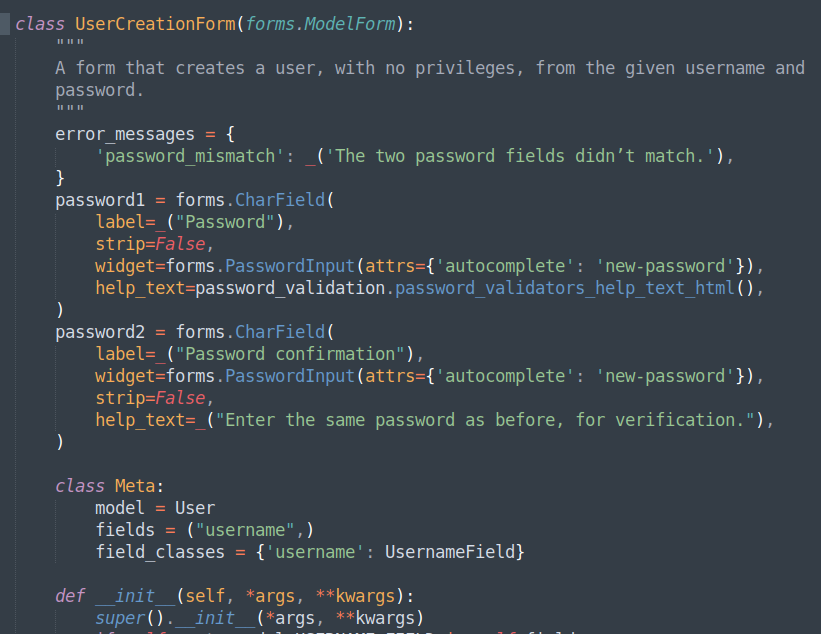 class UserCreationForm(forms.ModelForm):
    """
    A form that creates a user, with no privileges, from the given username and
    password.
    """
    error_messages = {
        'password_mismatch': _('The two password fields didn’t match.'),
    }
    password1 = forms.CharField(
        label=_("Password"),
        strip=False,
        widget=forms.PasswordInput(attrs={'autocomplete': 'new-password'}),
        help_text=password_validation.password_validators_help_text_html(),
    )
    password2 = forms.CharField(
        label=_("Password confirmation"),
        widget=forms.PasswordInput(attrs={'autocomplete': 'new-password'}),
        strip=False,
        help_text=_("Enter the same password as before, for verification."),
    )

    class Meta:
        model = User
        fields = ("username",)
        field_classes = {'username': UsernameField}

    def __init__(self, *args, **kwargs):
        super().__init__(*args, **kwargs)